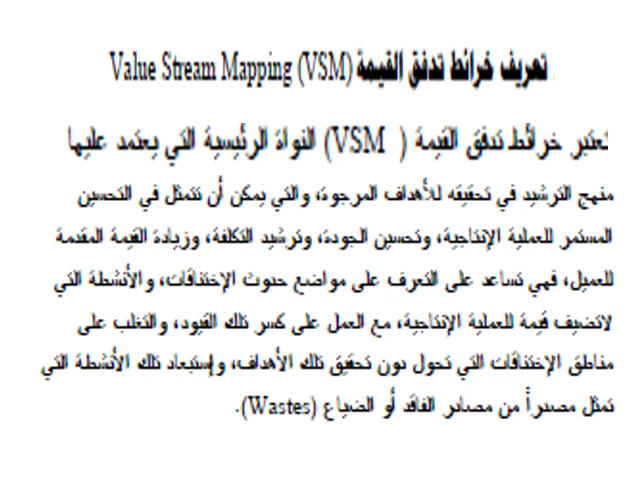 تعريف خرائط تدفق القيمة Value Stream Mapping (VSM)
تعتبر خرائط تدفق القيمة ( VSM) النواة الرئيسية التي يعتمد عليها
منهج الترشيد في تحقيقه للأهداف المرجوة، والتي يمكن أن تتمثل في التحسين
المستمر للعملية الإنتاجية، وتحسين الجودة، وترشيد التكلفة، وزيادة القيمة المقدمة
للعميل، فهي تساعد على التعرف على مواضع حدوث الإختناقات، والأنشطة التي
لاتضيف قيمة للعملية الإنتاجية، مع العمل على كسر تلك القيود، والتغلب على
مناطق الإختناقات التي تحول دون تحقيق تلك الأهداف، وإستبعاد تلك الأنشطة التي
تمثل مصدراً من مصادر الفاقد أو الضياع (Wastes).